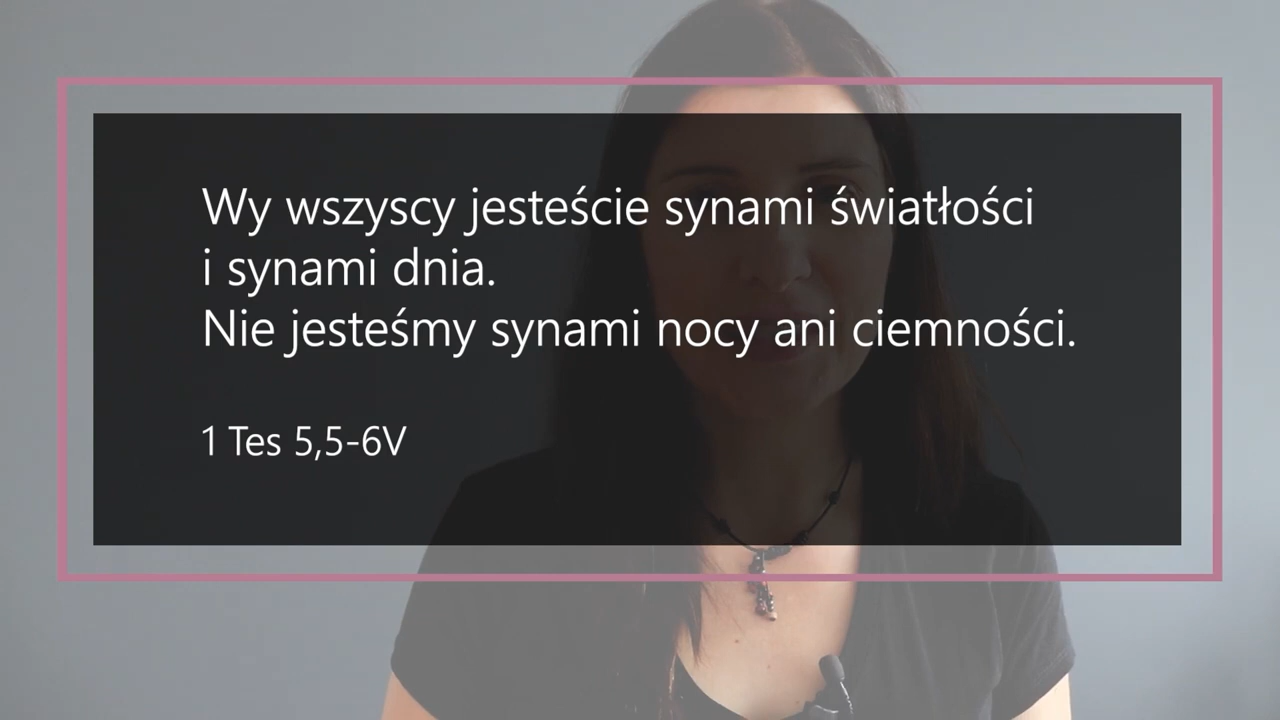 Wy wszyscy jesteście synami światłości
i synami dnia.
Nie jesteśmy synami nocy ani ciemności.
1 Tes 5,5-6V